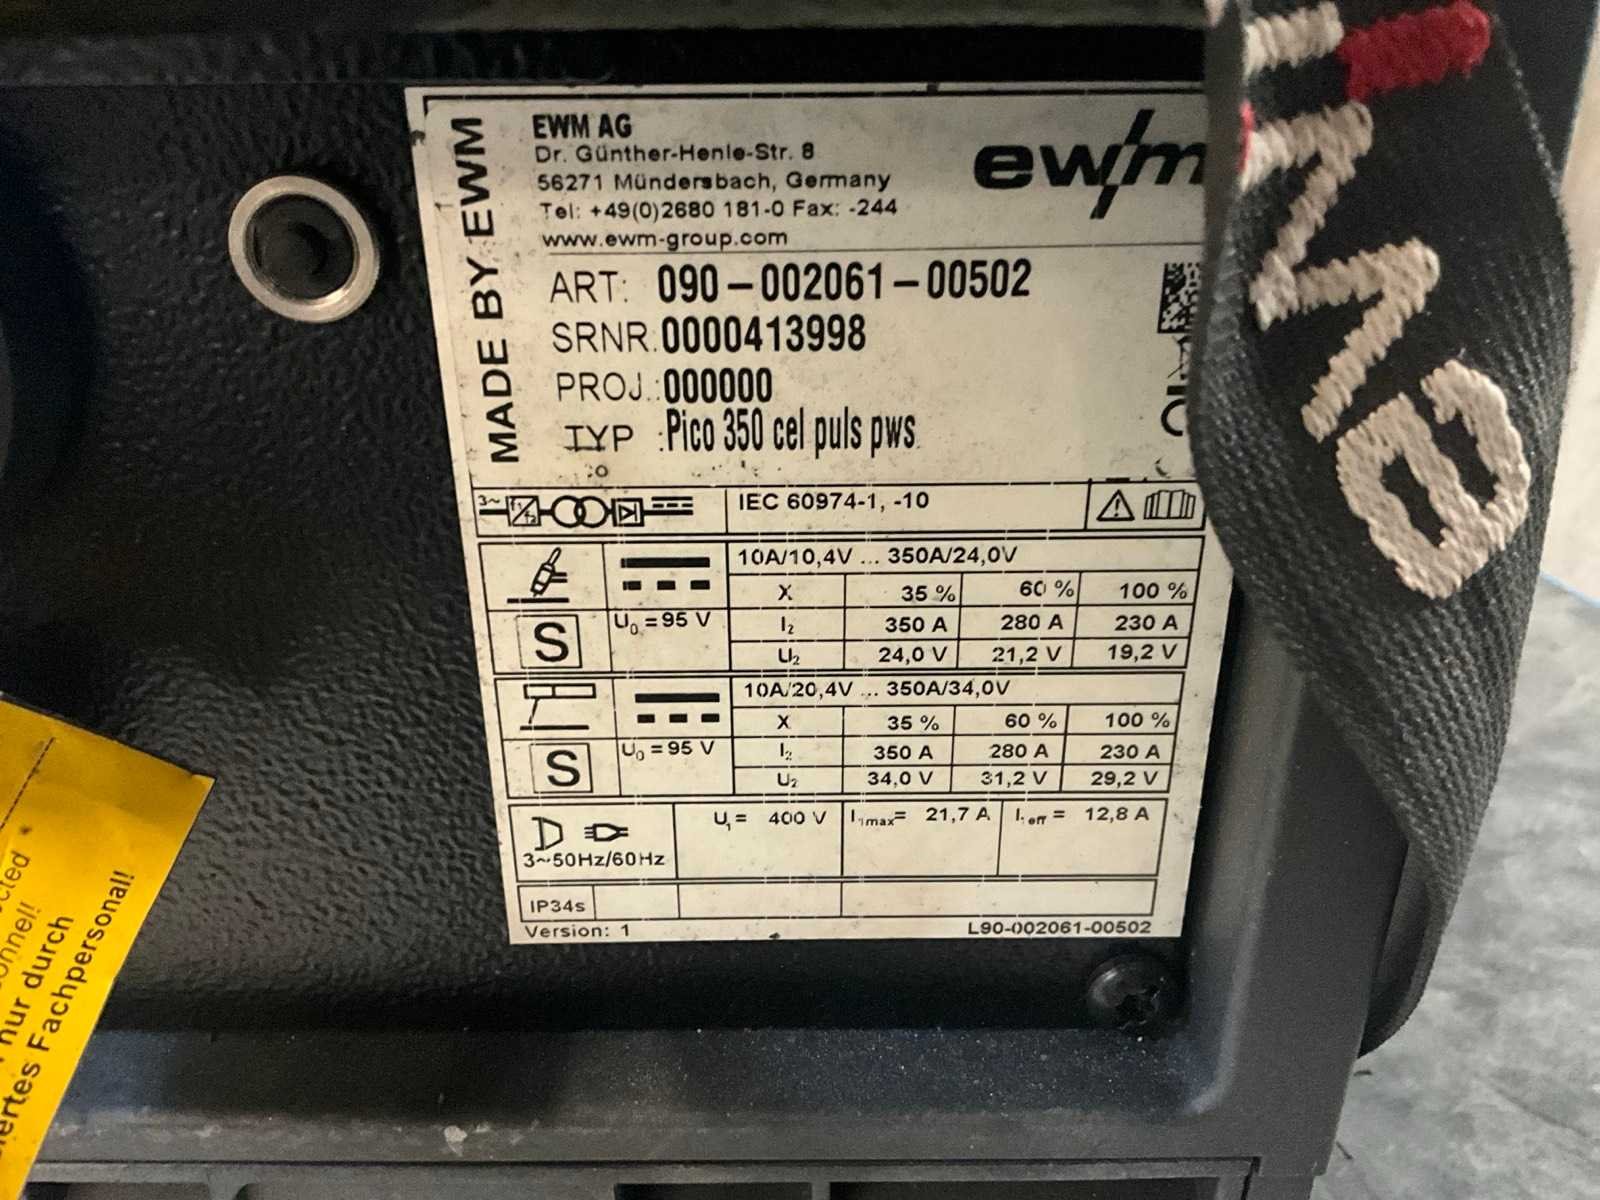 MADE BY EWM
EWM AG
Dr. Günther-Henle-Str. 8
56271 Mündersbach, Germany
Tel: +49(0)2680 181-0 Fax: -244
www.ewm-group.com
ewm
ART: 090-002061-00502
SRNR.:0000413998
PROJ.:000000
TYP :Pico 350 cel puls pws
3~ f1 f2 IEC 60974-1, -10
10A/10,4V ... 350A/24,0V
X 35 % 60 % 100 %
S U0 = 95 V I2 350 A 280 A 230 A
U2 24,0 V 21,2 V 19,2 V
10A/20,4V ... 350A/34,0V
X 35 % 60 % 100 %
S U0 = 95 V I2 350 A 280 A 230 A
U2 34,0 V 31,2 V 29,2 V
U1 = 400 V I1max= 21,7 A I1eff = 12,8 A
3~50Hz/60Hz
IP34s
Version: 1 L90-002061-00502
nur durch
Fachpersonal!